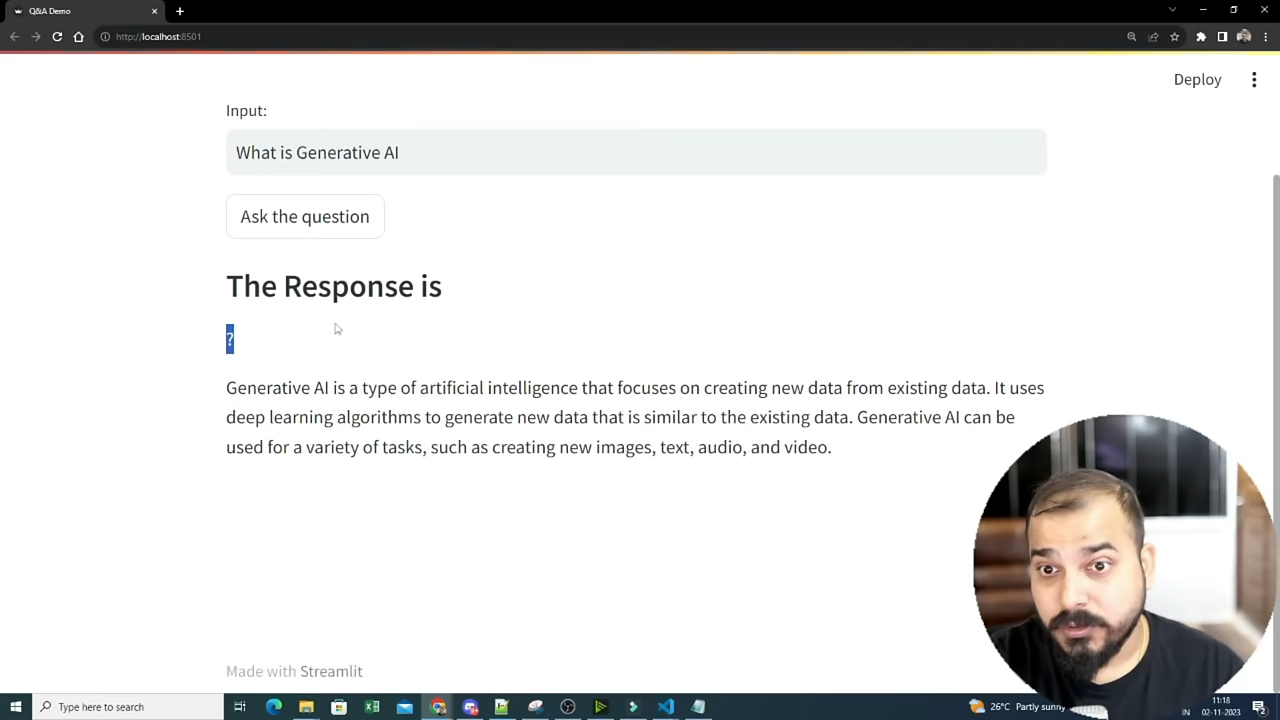 Q&A Demo
http://localhost:8501
Deploy
Input:
What is Generative AI
Ask the question
The Response is
?
Generative AI is a type of artificial intelligence that focuses on creating new data from existing data. It uses
deep learning algorithms to generate new data that is similar to the existing data. Generative AI can be
used for a variety of tasks, such as creating new images, text, audio, and video.
Made with Streamlit
Type here to search
26°C Partly sunny
IN
11:18
02-11-2023